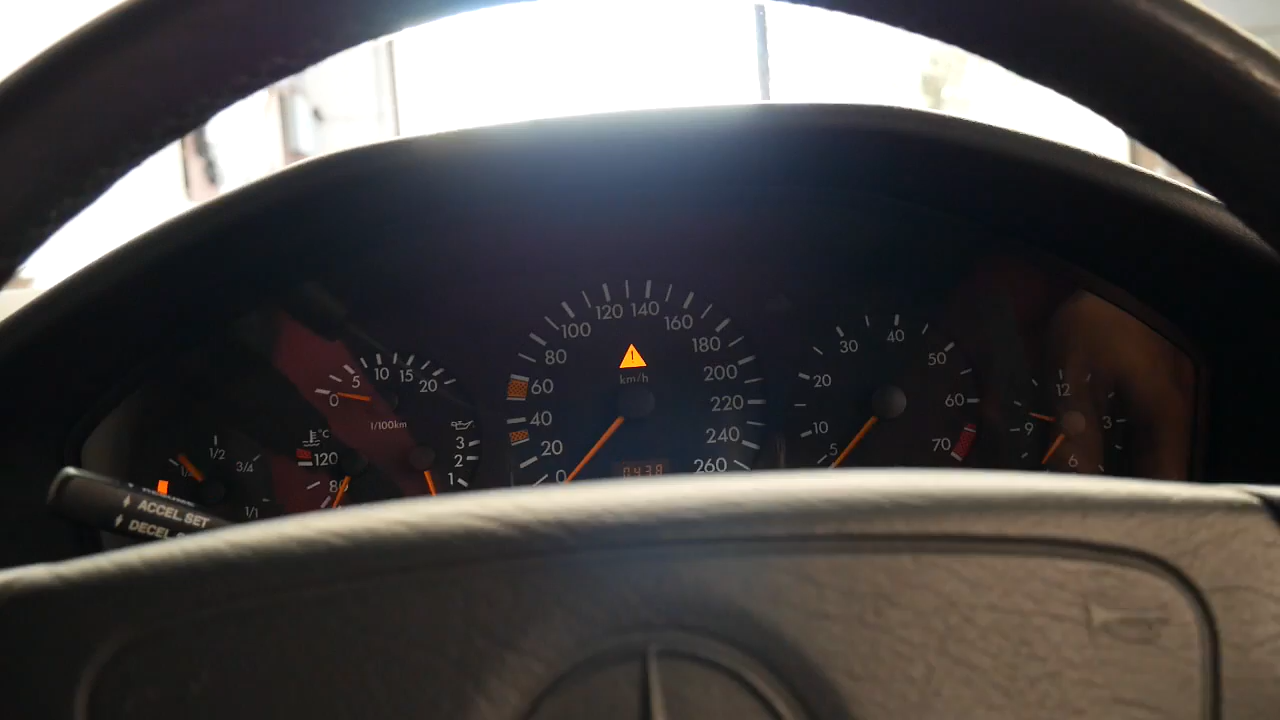 0 5 10 15 20
l/100km
1/2
3/4
1/1
°C
120
80
3
2
1
0 20 40 60 80 100 120 140 160 180 200 220 240 260
!
km/h
0438
5 10 20 30 40 50 60 70
12
3
6
9
ACCEL.SET
DECEL.